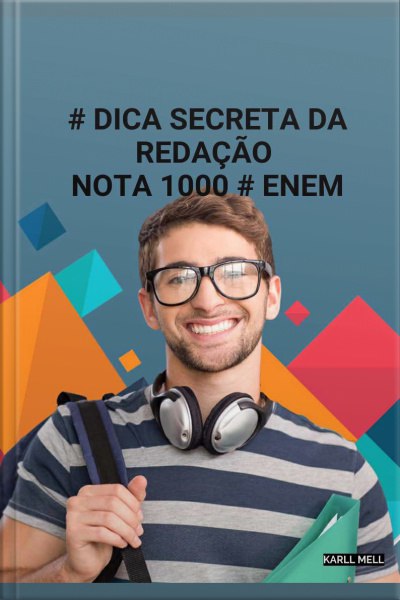 # DICA SECRETA DA
REDAÇÃO
NOTA 1000 # ENEM
KARLL MELL